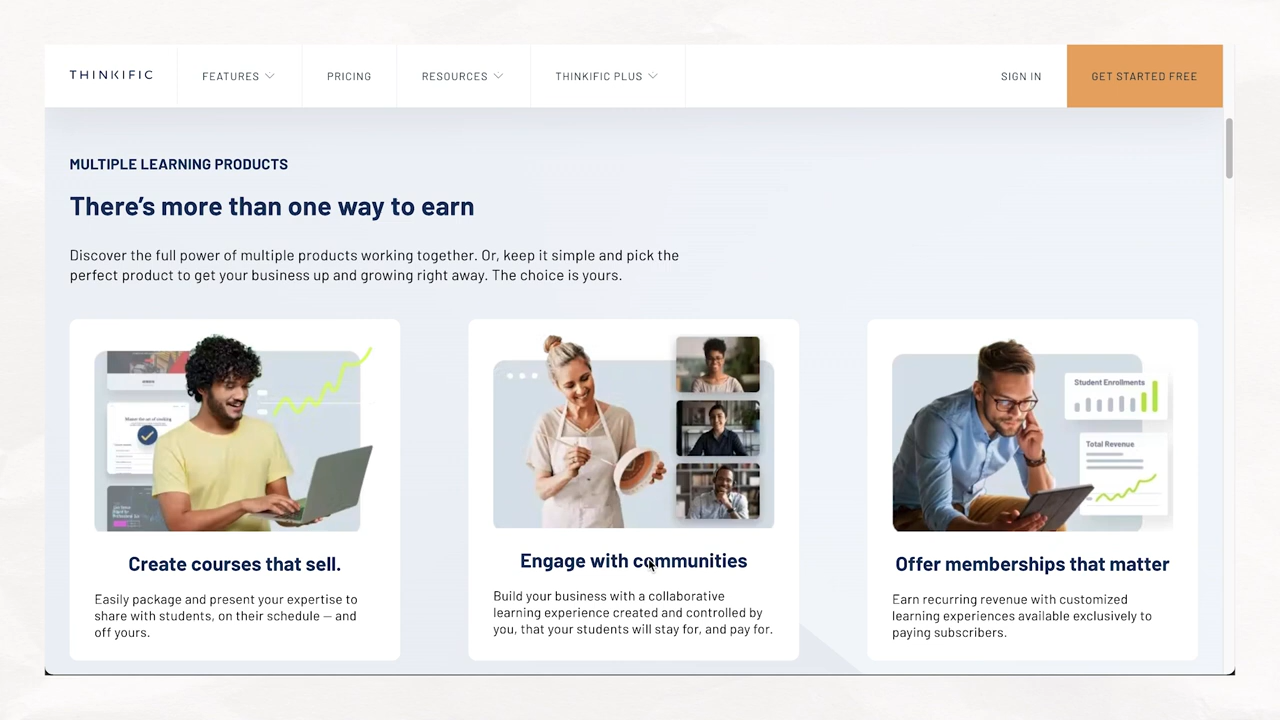 THINKIFIC
FEATURES
PRICING
RESOURCES
THINKIFIC PLUS
SIGN IN
GET STARTED FREE
MULTIPLE LEARNING PRODUCTS
There's more than one way to earn
Discover the full power of multiple products working together. Or, keep it simple and pick the
perfect product to get your business up and growing right away. The choice is yours.
Student Enrollments
Total Revenue
Create courses that sell.
Easily package and present your expertise to
share with students, on their schedule — and
off yours.
Engage with communities
Build your business with a collaborative
learning experience created and controlled by
you, that your students will stay for, and pay for.
Offer memberships that matter
Earn recurring revenue with customized
learning experiences available exclusively to
paying subscribers.